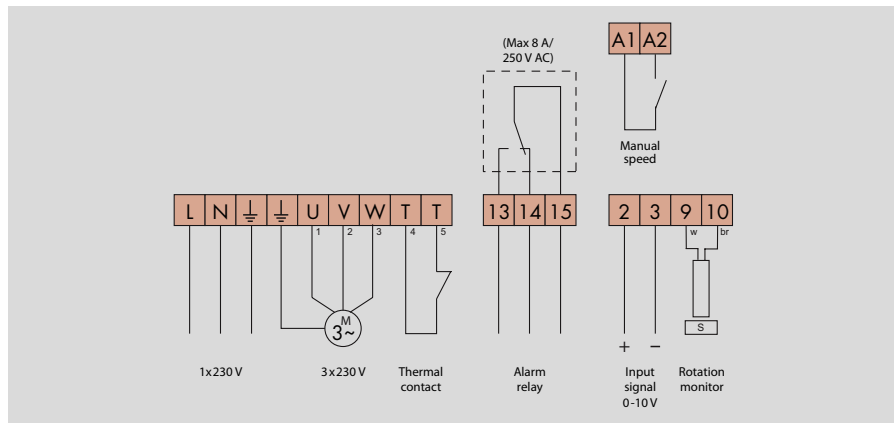 (Max 8 A/
250 V AC)
A1 A2
Manual
speed
L N U V W T T
13 14 15
2 3 9 10
1 2 3 4 5
w br
M
3~
S
+ −
1x230 V
3x230 V
Thermal
contact
Alarm
relay
Input
signal
0-10 V
Rotation
monitor